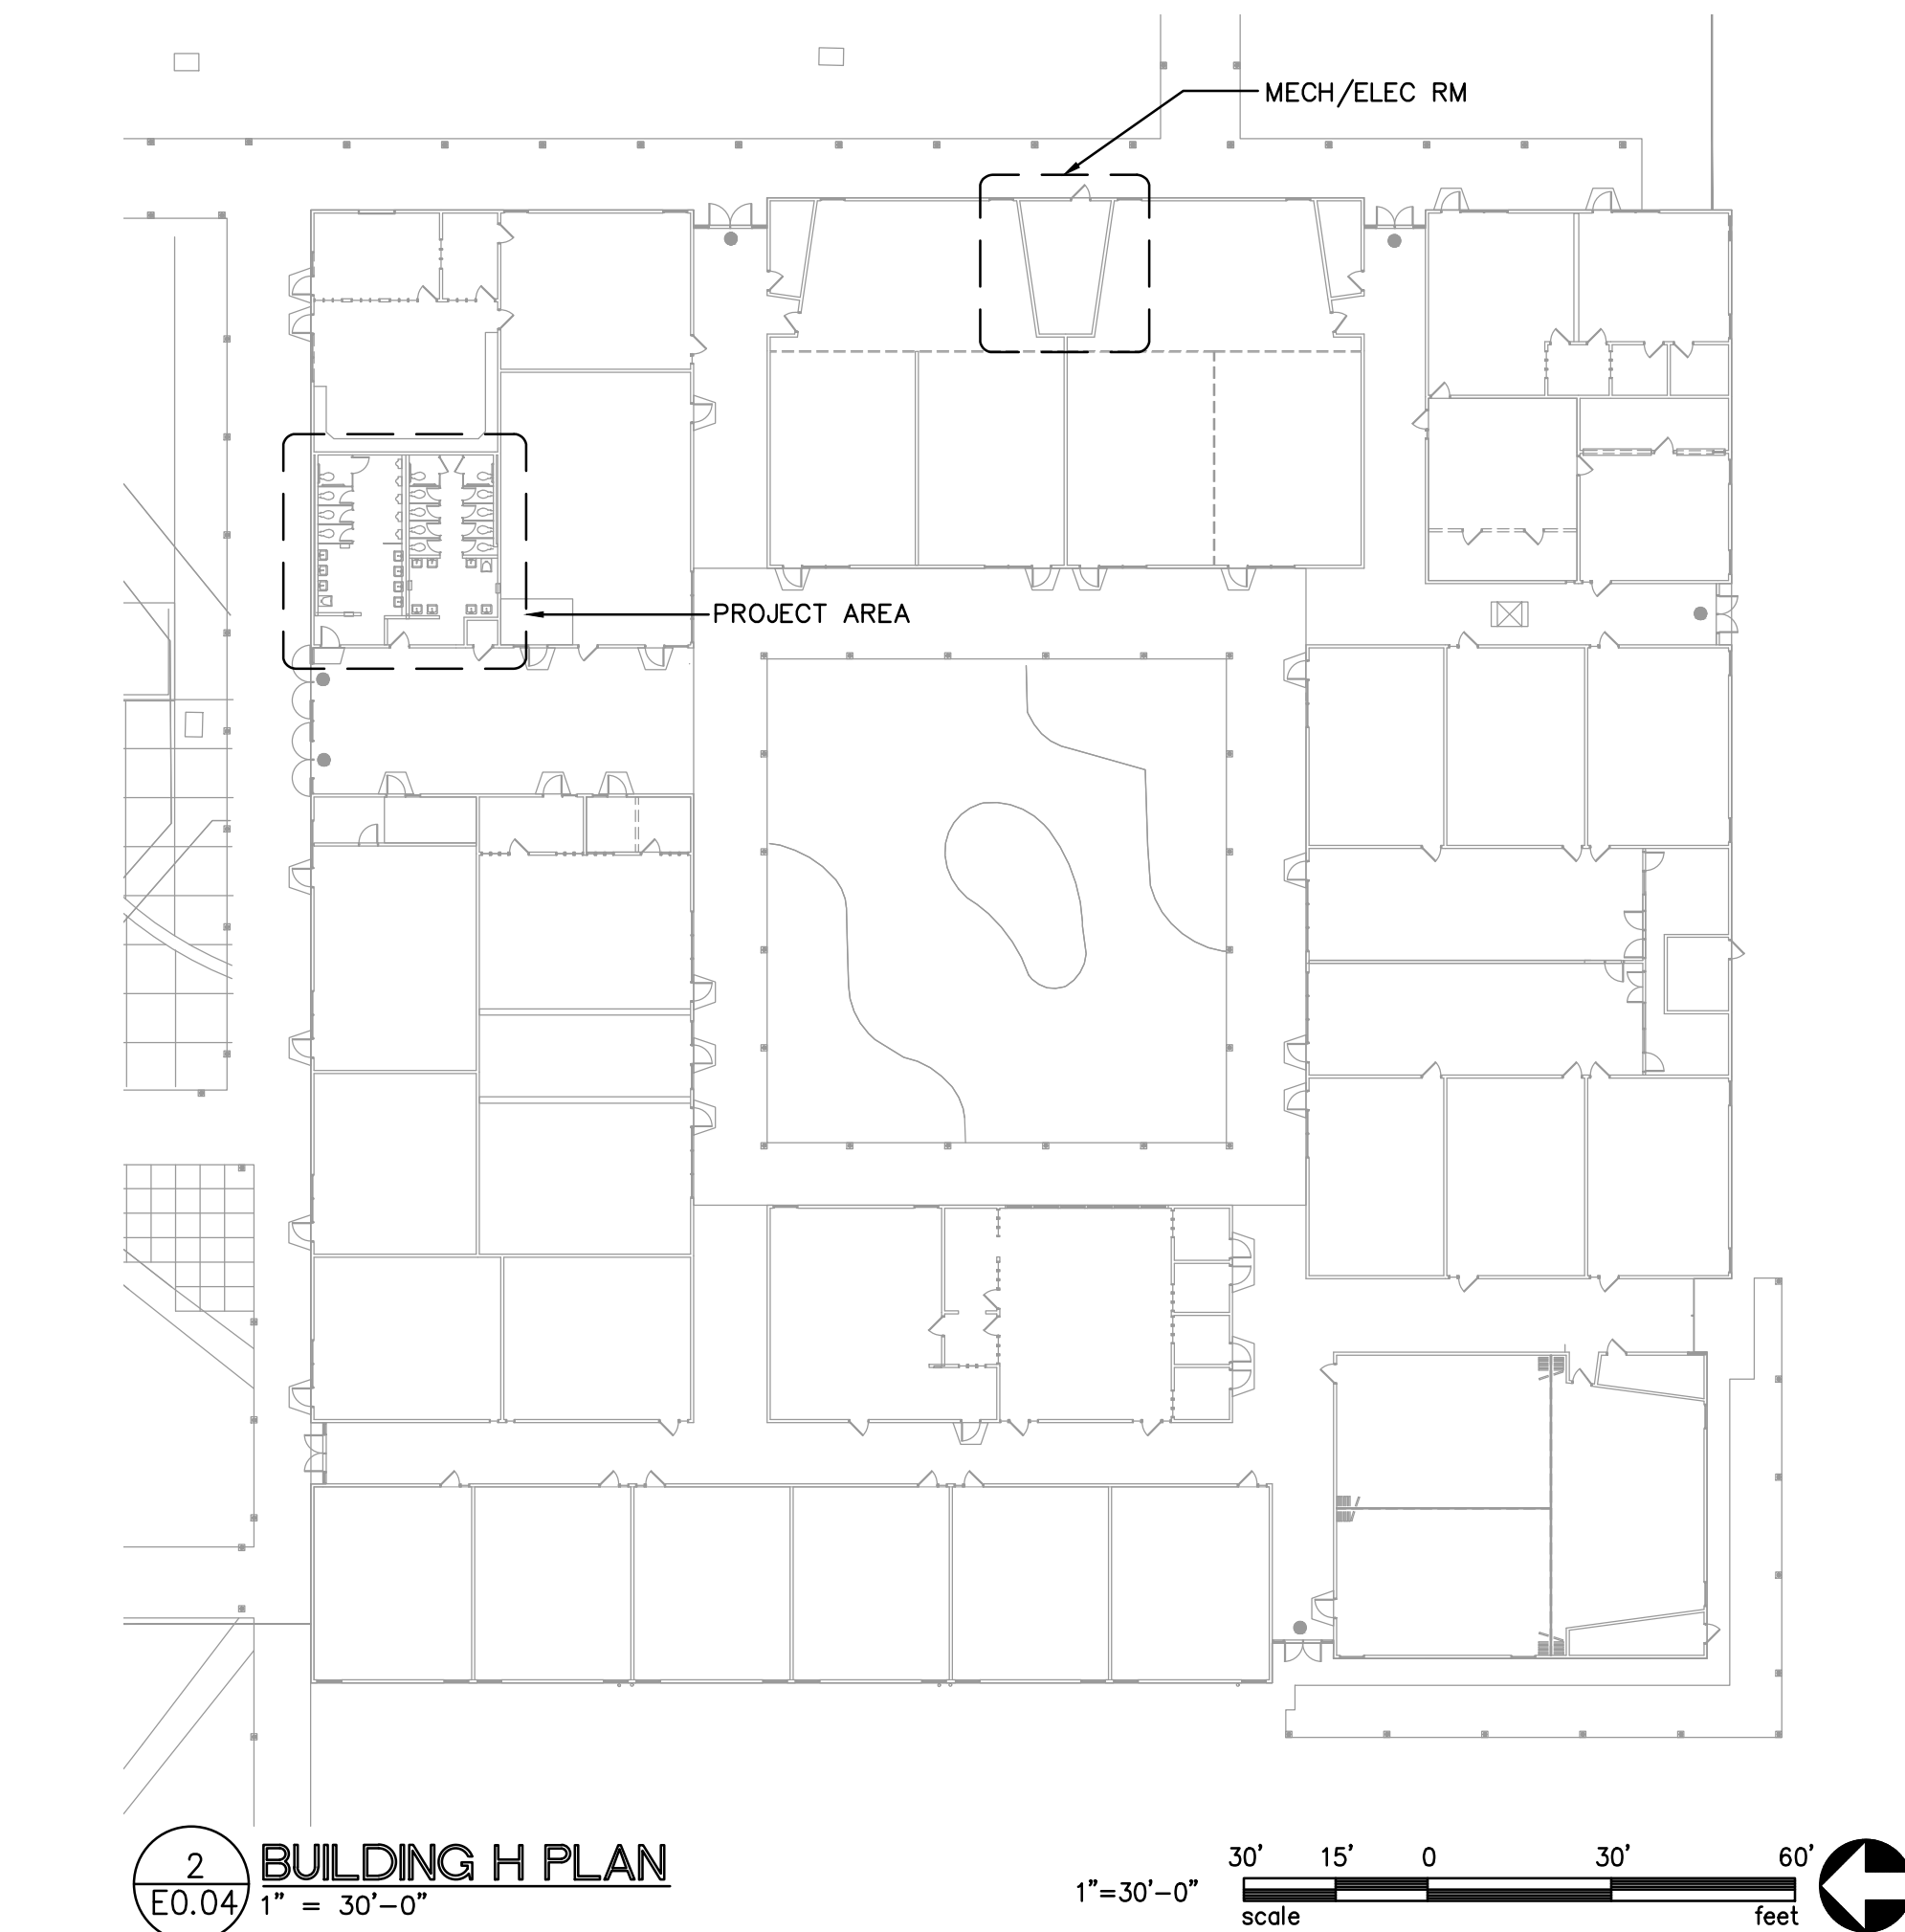 MECH/ELEC RM
PROJECT AREA
2
E0.04
BUILDING H PLAN
1" = 30'-0"
1"=30'-0"
30' 15' 0 30' 60'
scale feet